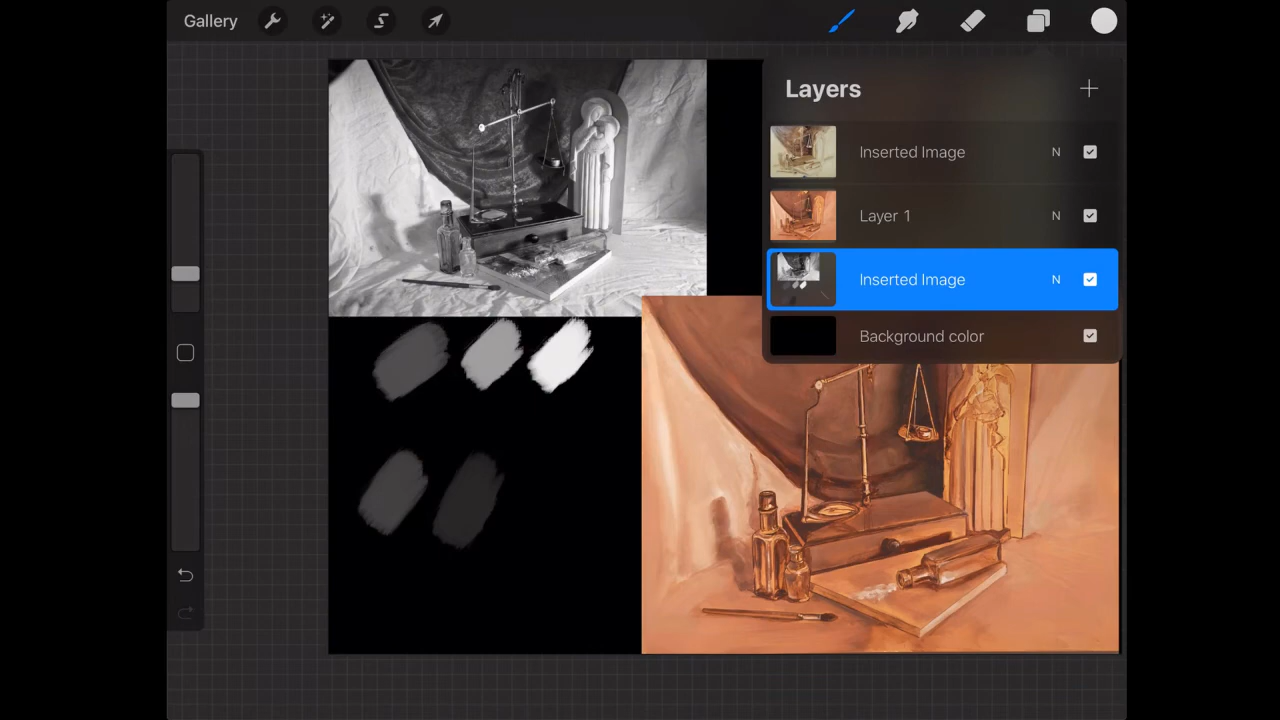 Gallery
Layers
Inserted Image N
Layer 1 N
Inserted Image N
Background color